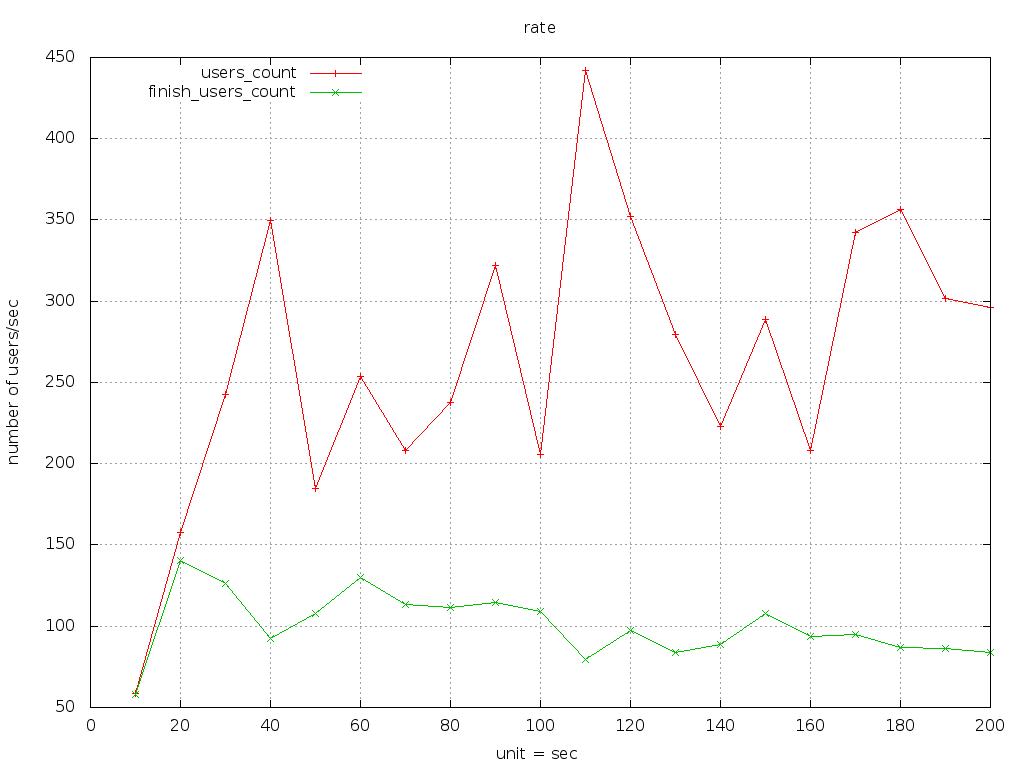 rate
users_count
finish_users_count
450
400
350
300
250
200
150
100
50
number of users/sec
0 20 40 60 80 100 120 140 160 180 200
unit = sec